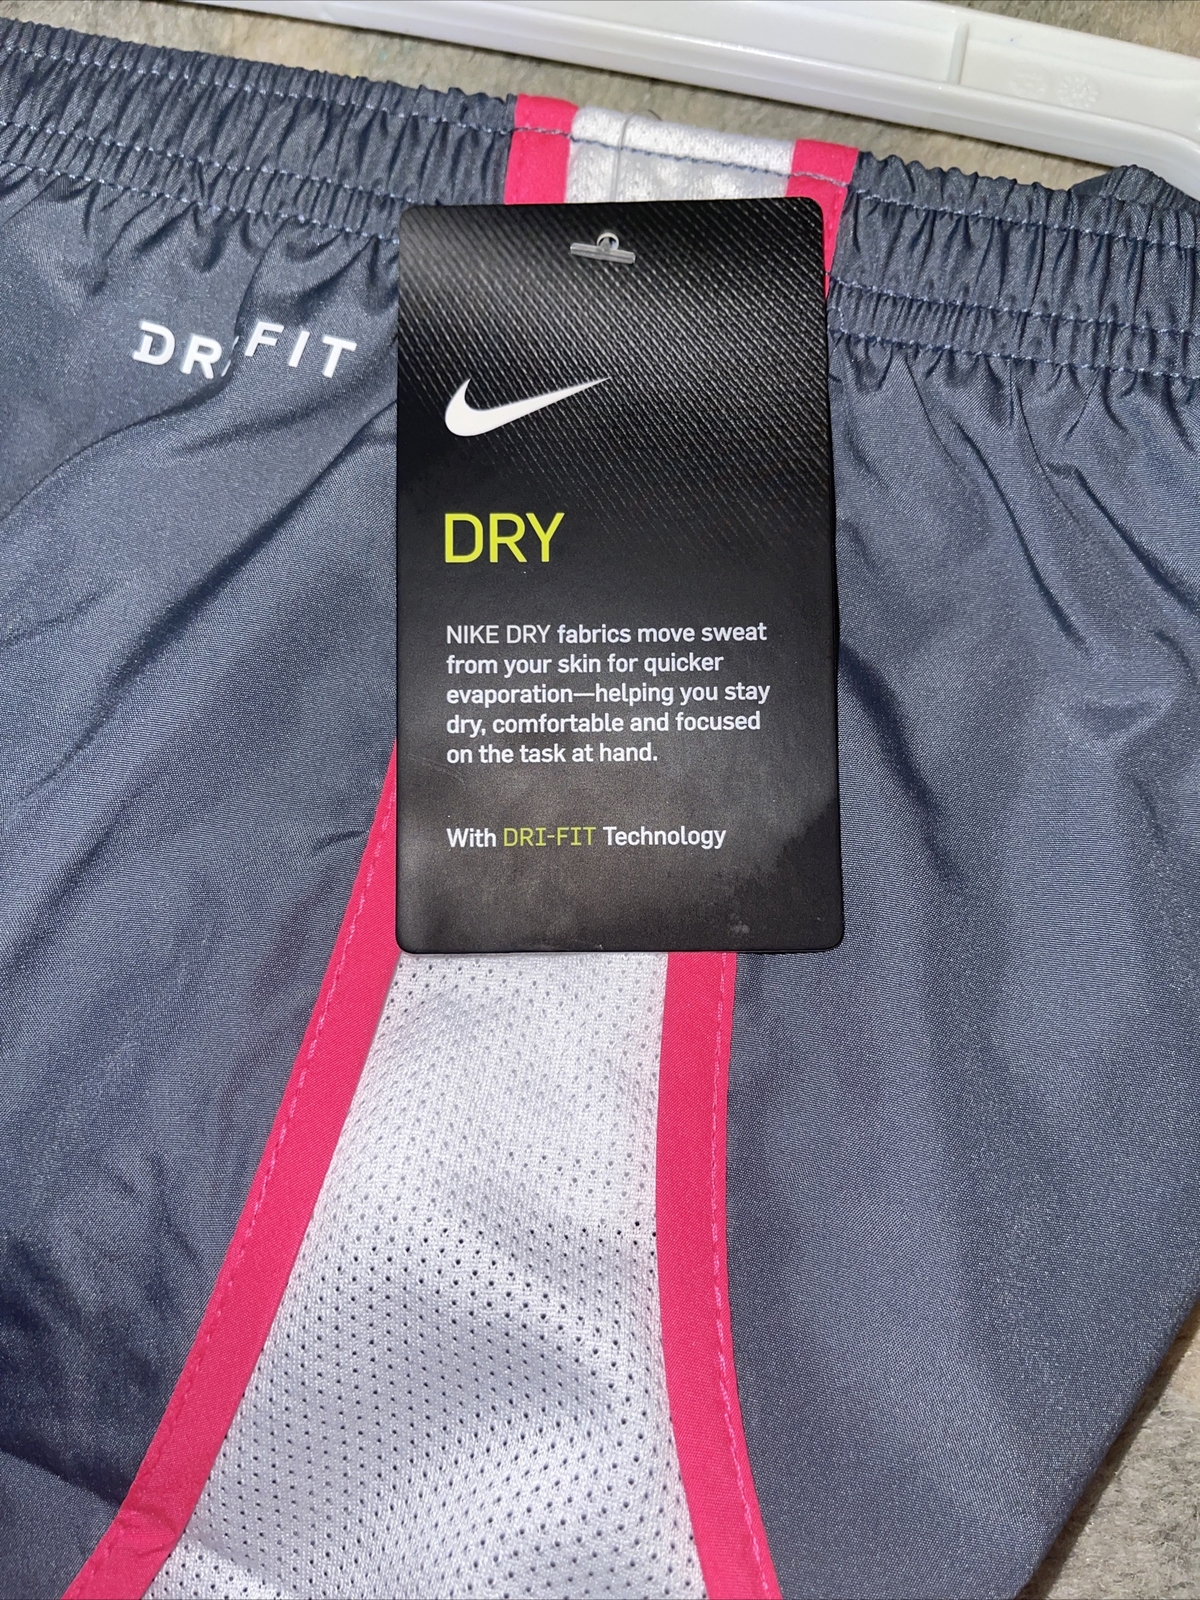 DRI-FIT
DRY
NIKE DRY fabrics move sweat
from your skin for quicker
evaporation—helping you stay
dry, comfortable and focused
on the task at hand.
With DRI-FIT Technology